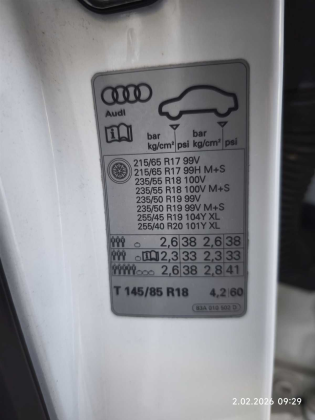 Audi
bar bar
kg/cm² psi kg/cm² psi
215/65 R17 99V
215/65 R17 99H M+S
235/55 R18 100V
235/55 R18 100V M+S
235/50 R19 99V
235/50 R19 99V M+S
255/45 R19 104Y XL
255/40 R20 101Y XL
2,6 38 2,6 38
2,3 33 2,3 33
2,6 38 2,8 41
T 145/85 R18 4,2 60
2.02.2026 09:29